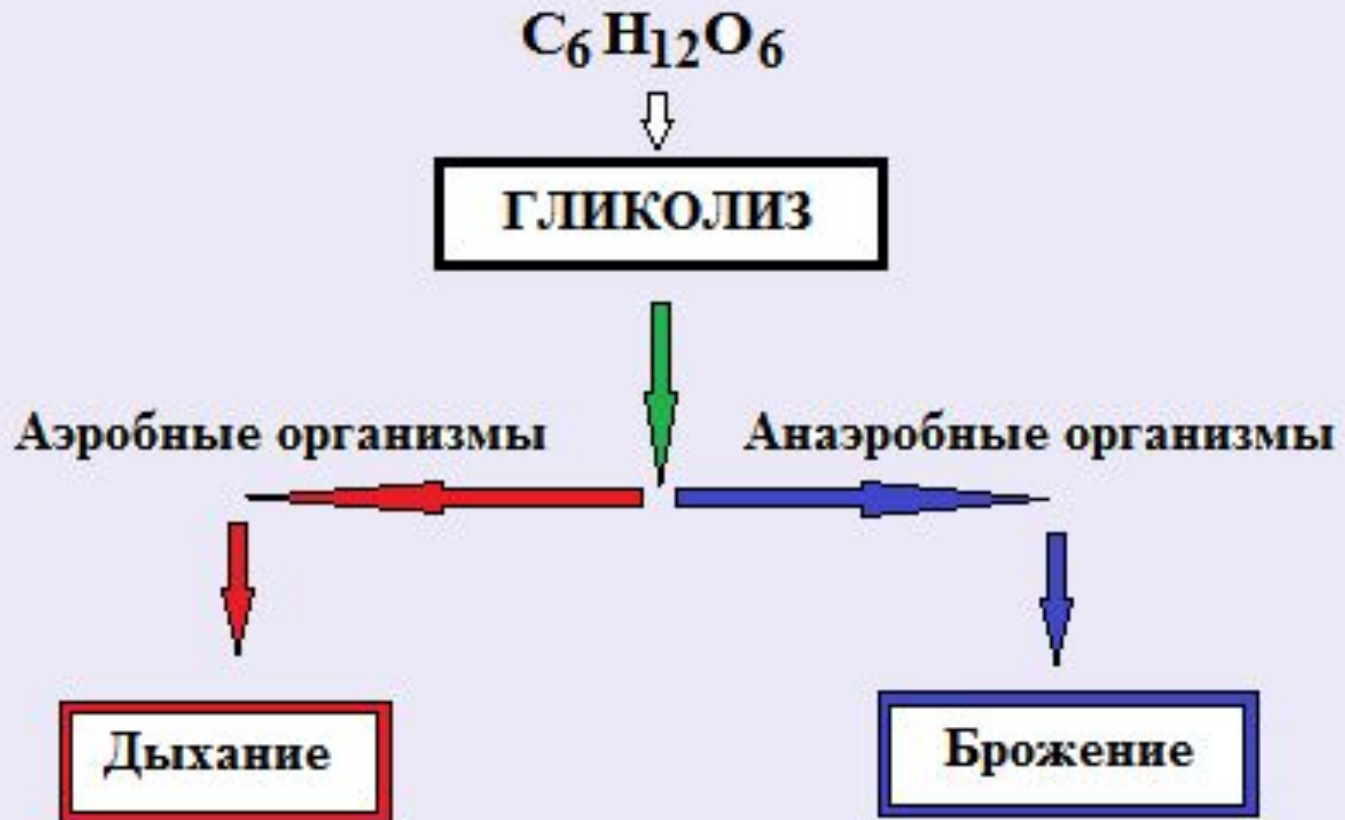 C₆H₁₂O₆
ГЛИКОЛИЗ
Аэробные организмы
Анаэробные организмы
Дыхание
Брожение